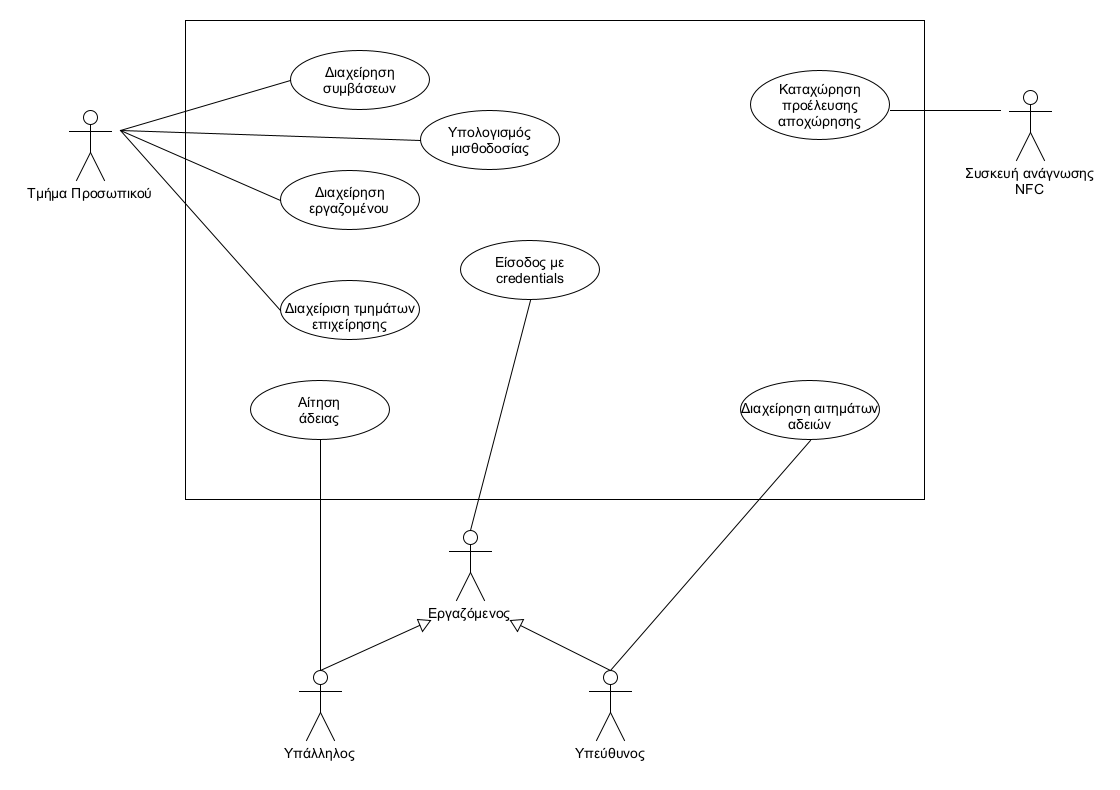 Διαχείρηση
συμβάσεων
Καταχώρηση
προέλευσης
αποχώρησης
Υπολογισμός
μισθοδοσίας
Τμήμα Προσωπικού
Συσκευή ανάγνωσης
NFC
Διαχείρηση
εργαζομένου
Είσοδος με
credentials
Διαχείριση τμημάτων
επιχείρησης
Αίτηση
άδειας
Διαχείρηση αιτημάτων
αδειών
Εργαζόμενος
Υπάλληλος
Υπεύθυνος